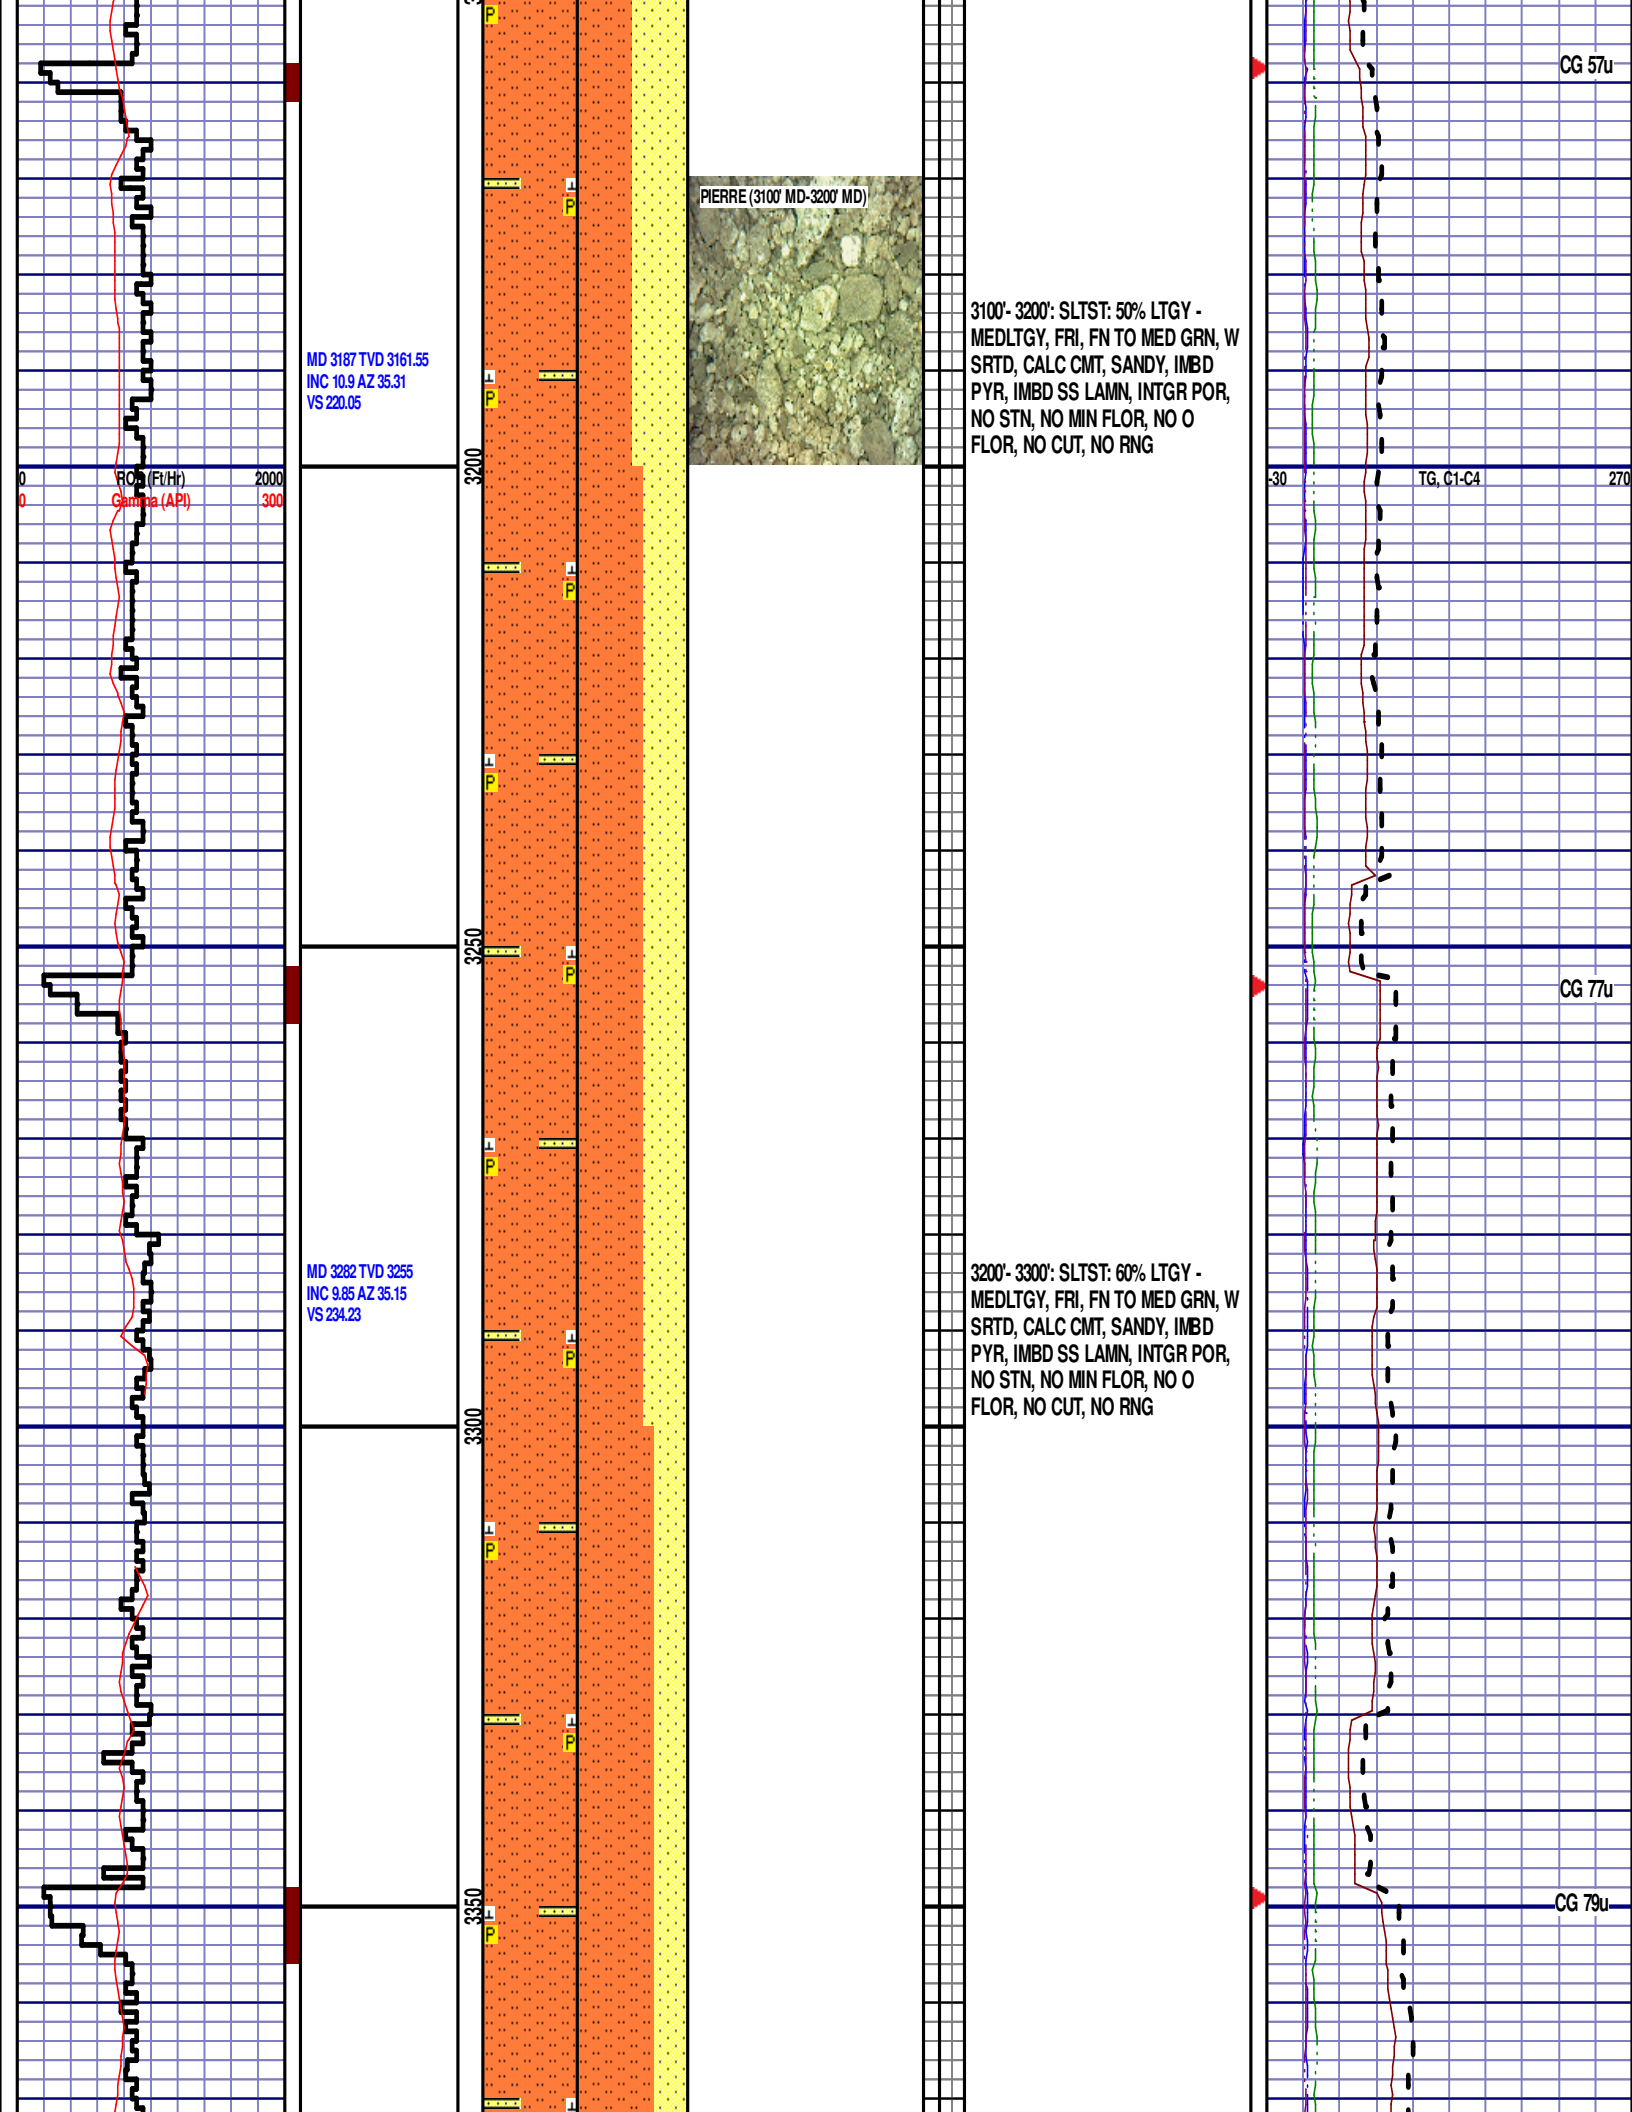 P
CG 57u
PIERRE (3100' MD-3200' MD)
P
3100'- 3200': SLTST: 50% LTGY -
MEDLTGY, FRI, FN TO MED GRN, W
SRTD, CALC CMT, SANDY, IMBD
PYR, IMBD SS LAMN, INTGR POR,
NO STN, NO MIN FLOR, NO O
FLOR, NO CUT, NO RNG
MD 3187 TVD 3161.55
INC 10.9 AZ 35.31
VS 220.05
P
3200
0 ROP (Ft/Hr) 2000
0 Gamma (API) 300
-30 TG, C1-C4 270
P
P
3250
P
CG 77u
P
MD 3282 TVD 3255
INC 9.85 AZ 35.15
VS 234.23
3200'- 3300': SLTST: 60% LTGY -
MEDLTGY, FRI, FN TO MED GRN, W
SRTD, CALC CMT, SANDY, IMBD
PYR, IMBD SS LAMN, INTGR POR,
NO STN, NO MIN FLOR, NO O
FLOR, NO CUT, NO RNG
P
3300
P
P
3350
P
CG 79u